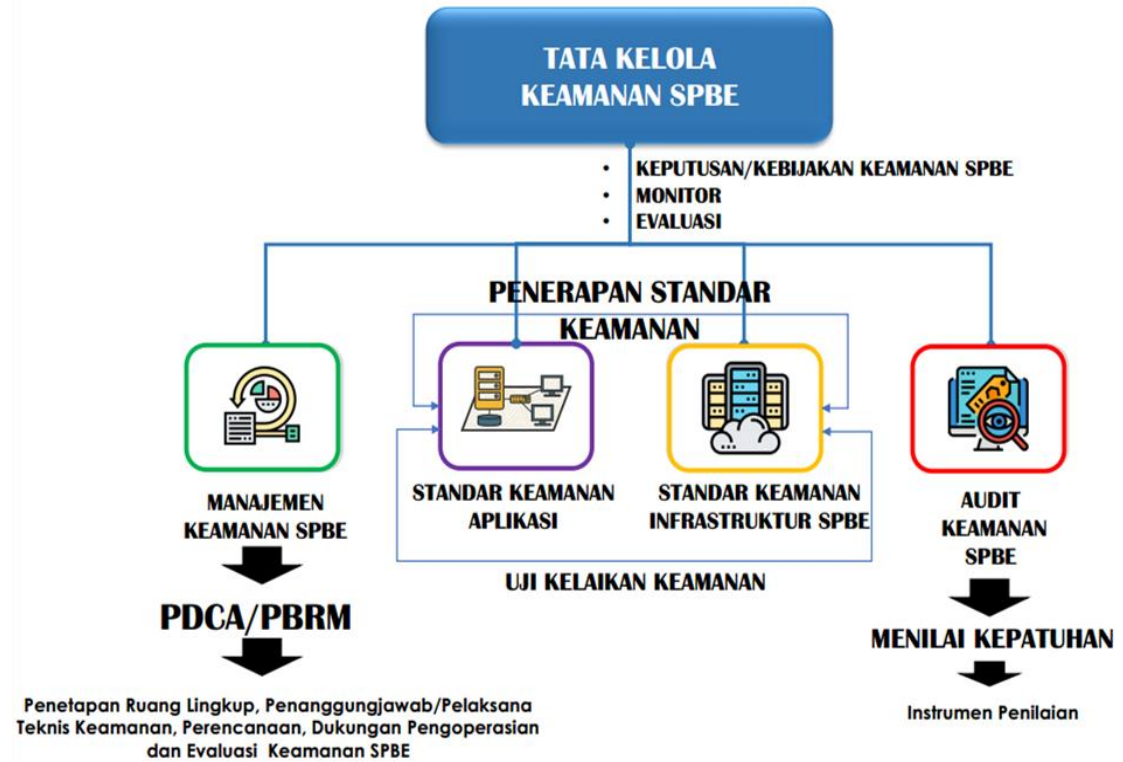 TATA KELOLA
KEAMANAN SPBE
• KEPUTUSAN/KEBIJAKAN KEAMANAN SPBE
• MONITOR
• EVALUASI
PENERAPAN STANDAR
KEAMANAN
MANAJEMEN
KEAMANAN SPBE
STANDAR KEAMANAN
APLIKASI
STANDAR KEAMANAN
INFRASTRUKTUR SPBE
AUDIT
KEAMANAN
SPBE
UJI KELAIKAN KEAMANAN
PDCA/PBRM
MENILAI KEPATUHAN
Penetapan Ruang Lingkup, Penanggungjawab/Pelaksana
Teknis Keamanan, Perencanaan, Dukungan Pengoperasian
dan Evaluasi Keamanan SPBE
Instrumen Penilaian